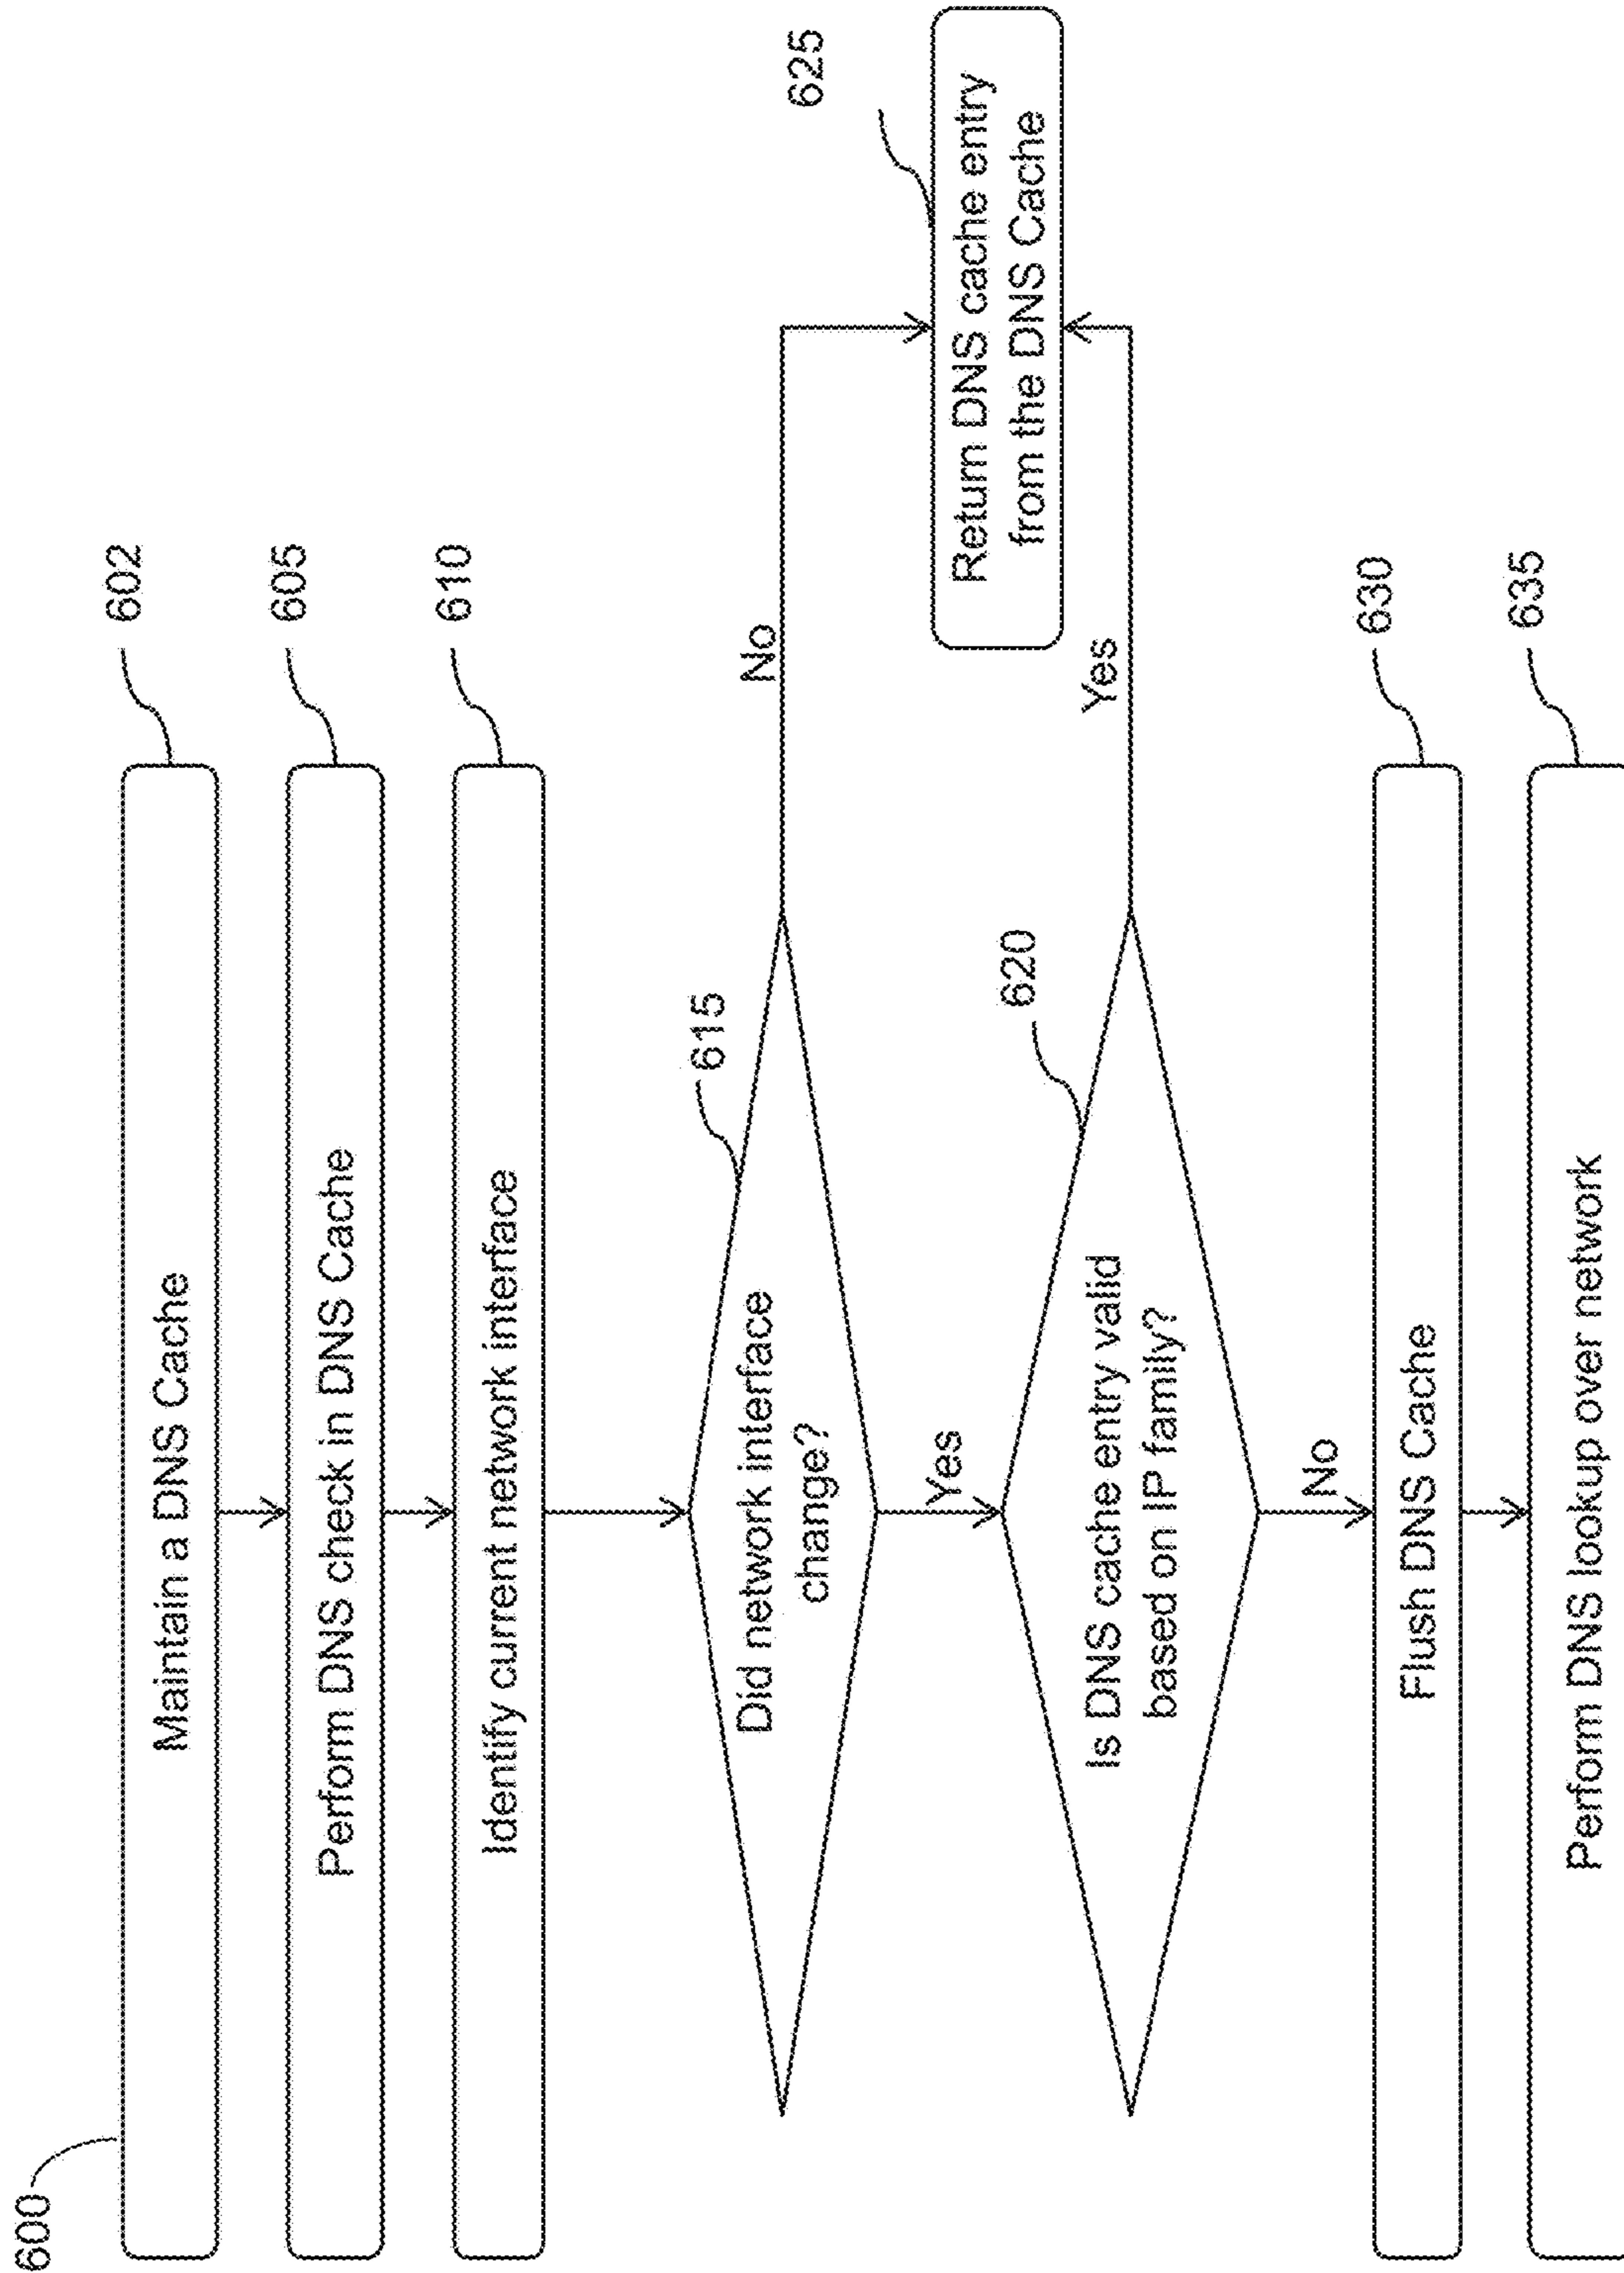 600
602
Maintain a DNS Cache
605
Perform DNS check in DNS Cache
610
Identify current network interface
615
Did network interface
change?
No
Yes
620
Is DNS cache entry valid
based on IP family?
Yes
625
Return DNS cache entry
from the DNS Cache
No
630
Flush DNS Cache
635
Perform DNS lookup over network